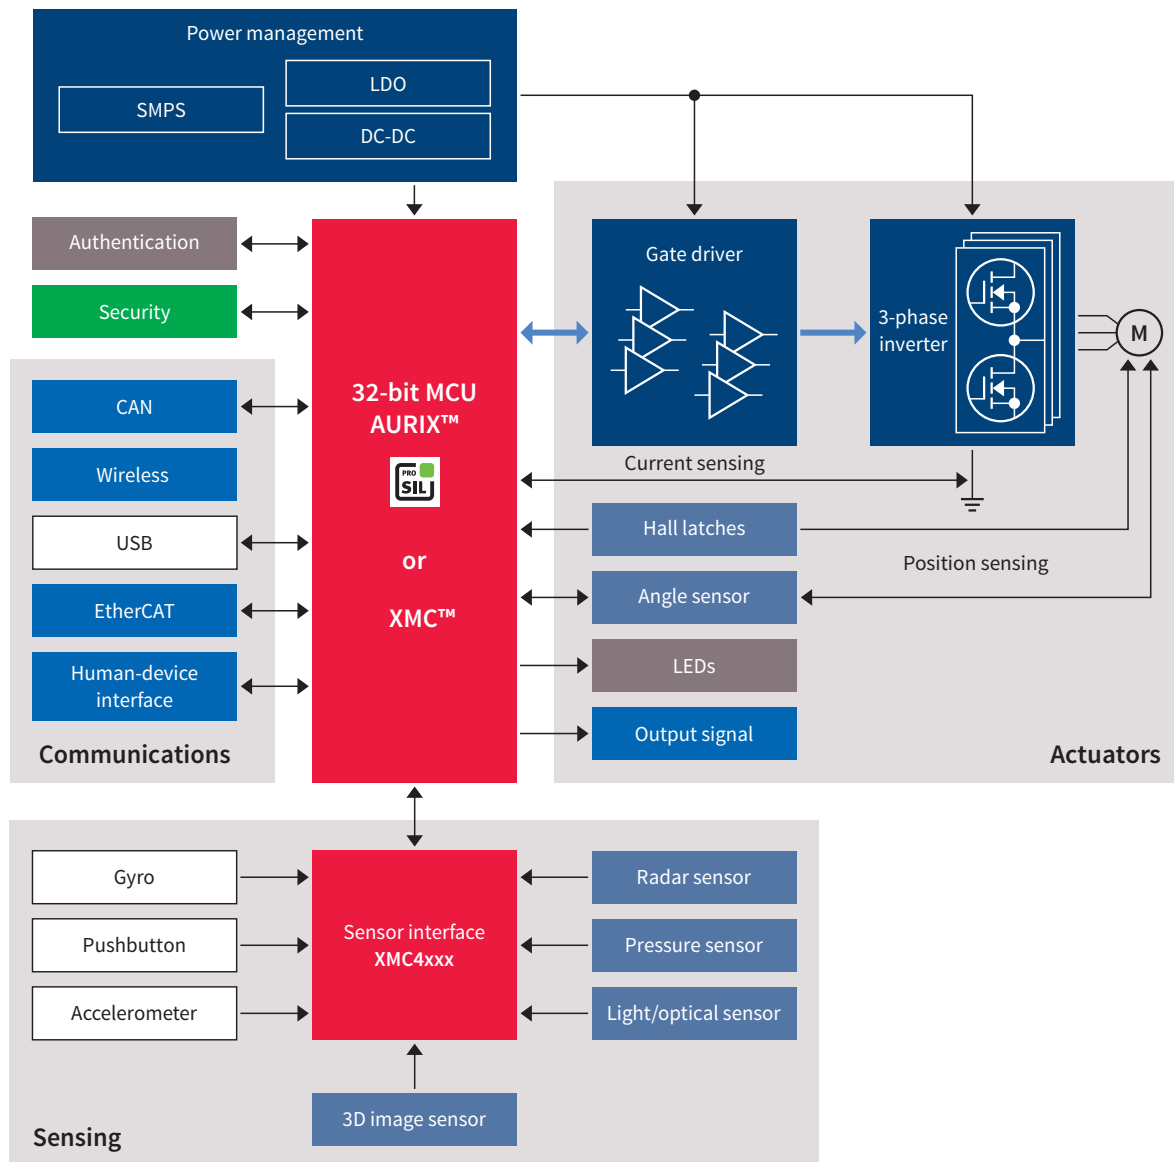 Power management
SMPS
LDO
DC-DC
Authentication
Security
CAN
Wireless
USB
EtherCAT
Human-device
interface
Communications
32-bit MCU
AURIX™
PRO
SIL
or
XMC™
Gate driver
3-phase
inverter
M
Current sensing
Hall latches
Position sensing
Angle sensor
LEDs
Output signal
Actuators
Gyro
Pushbutton
Accelerometer
Sensor interface
XMC4xxx
Radar sensor
Pressure sensor
Light/optical sensor
3D image sensor
Sensing